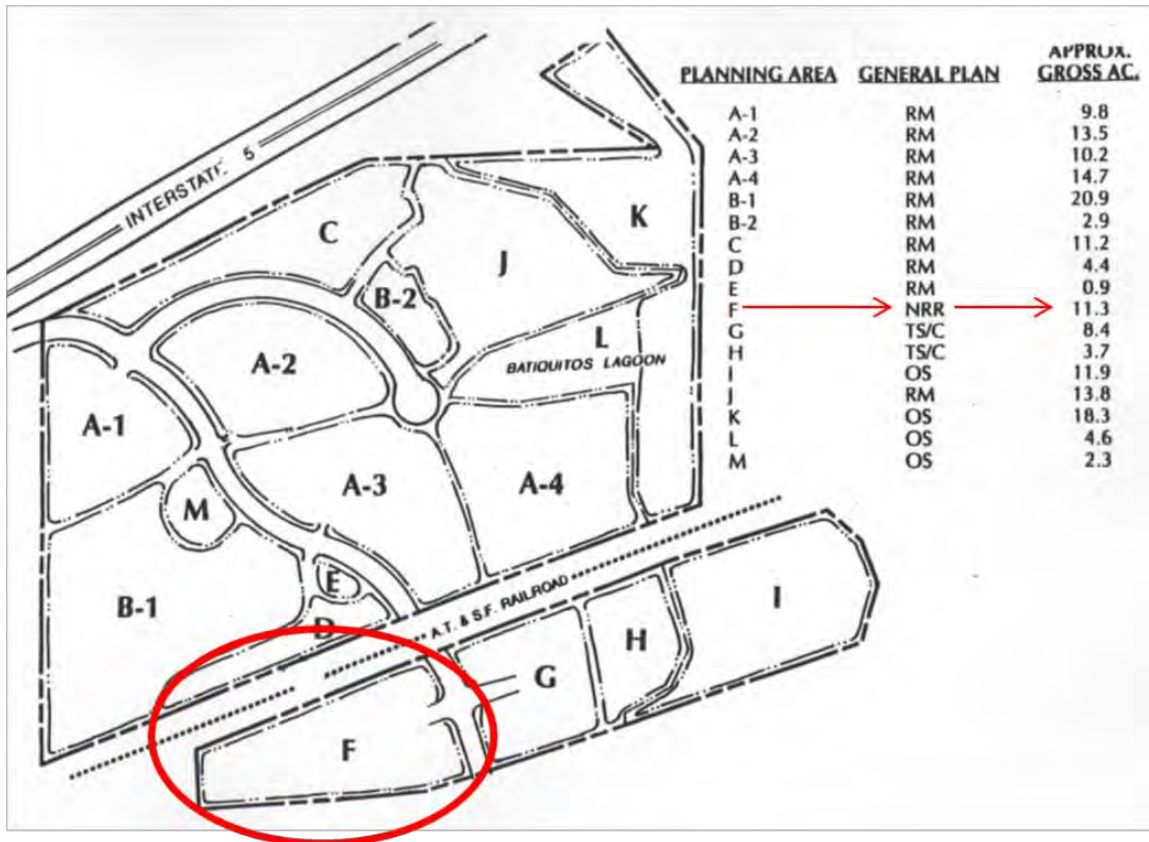 APPROX.
PLANNING AREA GENERAL PLAN GROSS AC.
A-1 RM 9.8
A-2 RM 13.5
A-3 RM 10.2
A-4 RM 14.7
B-1 RM 20.9
B-2 RM 2.9
C RM 11.2
D RM 4.4
E RM 0.9
F NRR 11.3
G TS/C 8.4
H TS/C 3.7
I OS 11.9
J RM 13.8
K OS 18.3
L OS 4.6
M OS 2.3
INTERSTATE 5
K
C
J
B-2
L
BATIQUITOS LAGOON
A-2
A-1
A-3
A-4
M
E
B-1
D
A.T. & S.F. RAILROAD
I
H
G
F